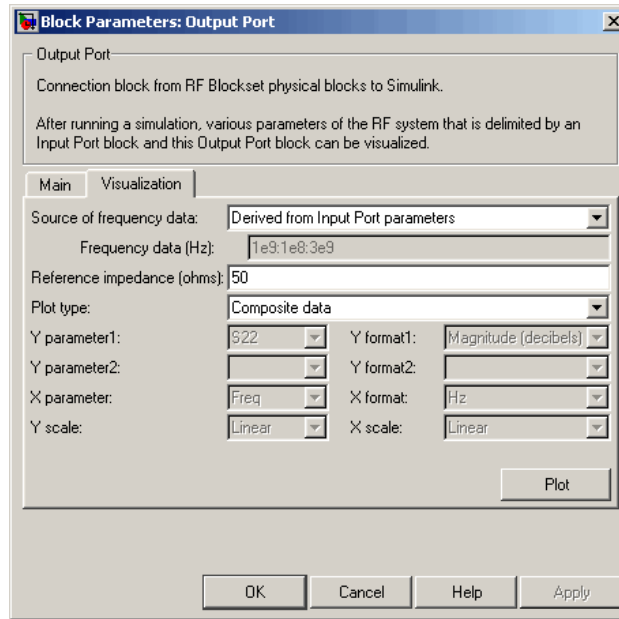 Block Parameters: Output Port
Output Port
Connection block from RF Blockset physical blocks to Simulink.
After running a simulation, various parameters of the RF system that is delimited by an
Input Port block and this Output Port block can be visualized.
Main Visualization
Source of frequency data: Derived from Input Port parameters
Frequency data (Hz): 1e9:1e8:3e9
Reference impedance (ohms): 50
Plot type: Composite data
Y parameter1: S22 Y format1: Magnitude (decibels)
Y parameter2: Y format2:
X parameter: Freq X format: Hz
Y scale: Linear X scale: Linear
Plot
OK Cancel Help Apply